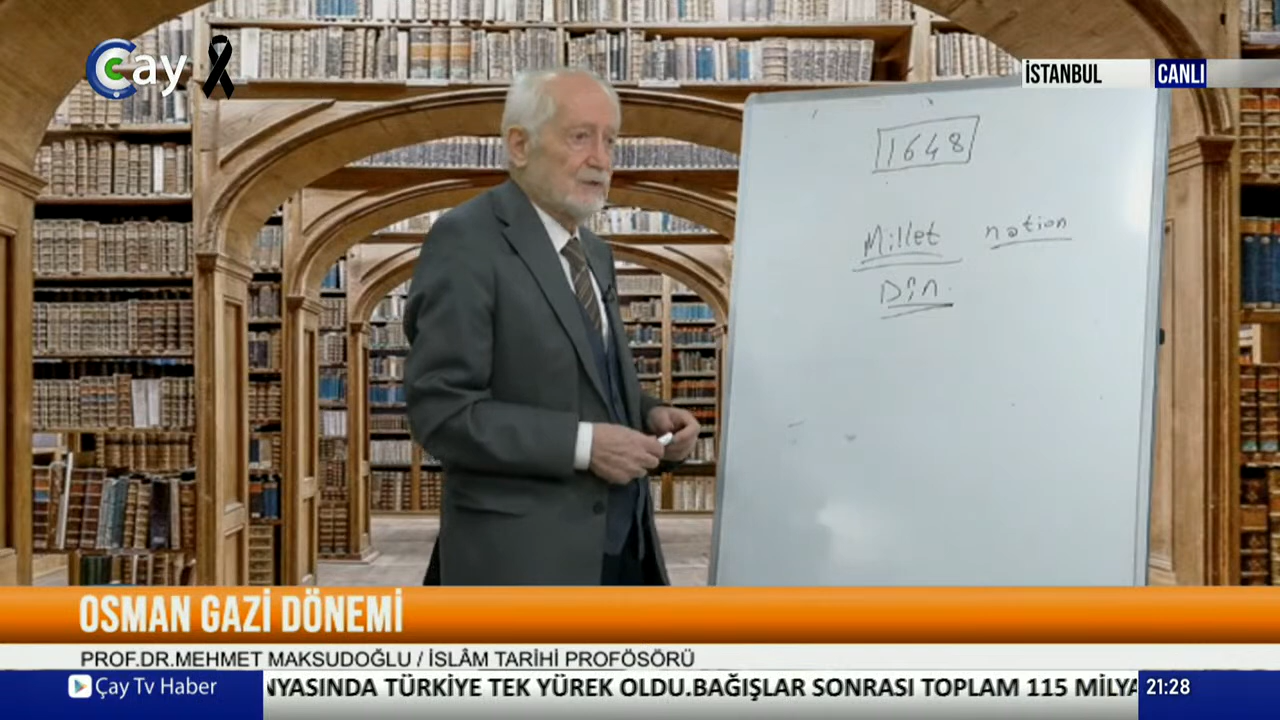 Çay
İSTANBUL
CANLI
1648
Millet nation
Din
OSMAN GAZİ DÖNEMİ
PROF.DR.MEHMET MAKSUDOĞLU / İSLÂM TARİHİ PROFÖSÖRÜ
Çay Tv Haber
NYASINDA TÜRKİYE TEK YÜREK OLDU.BAĞIŞLAR SONRASI TOPLAM 115 MİLYA
21:28